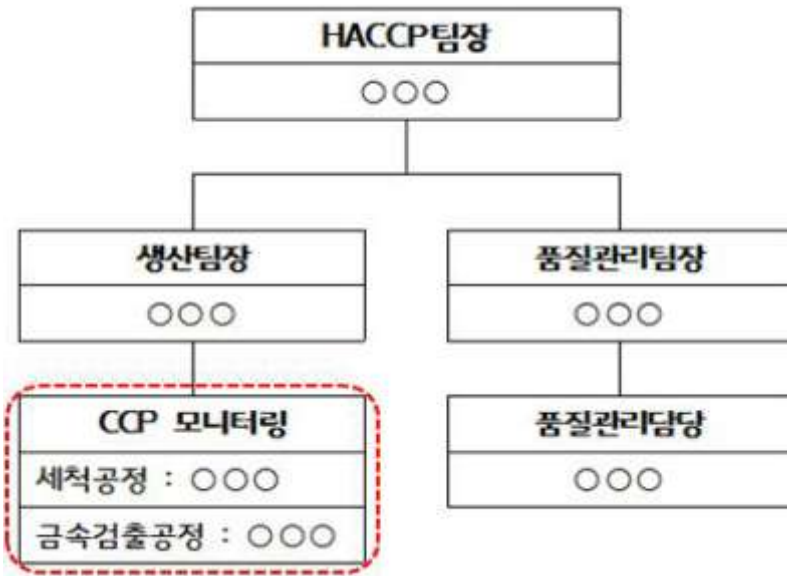 HACCP팀장
○○○
생산팀장
○○○
품질관리팀장
○○○
CCP 모니터링
세척공정 : ○○○
금속검출공정 : ○○○
품질관리담당
○○○